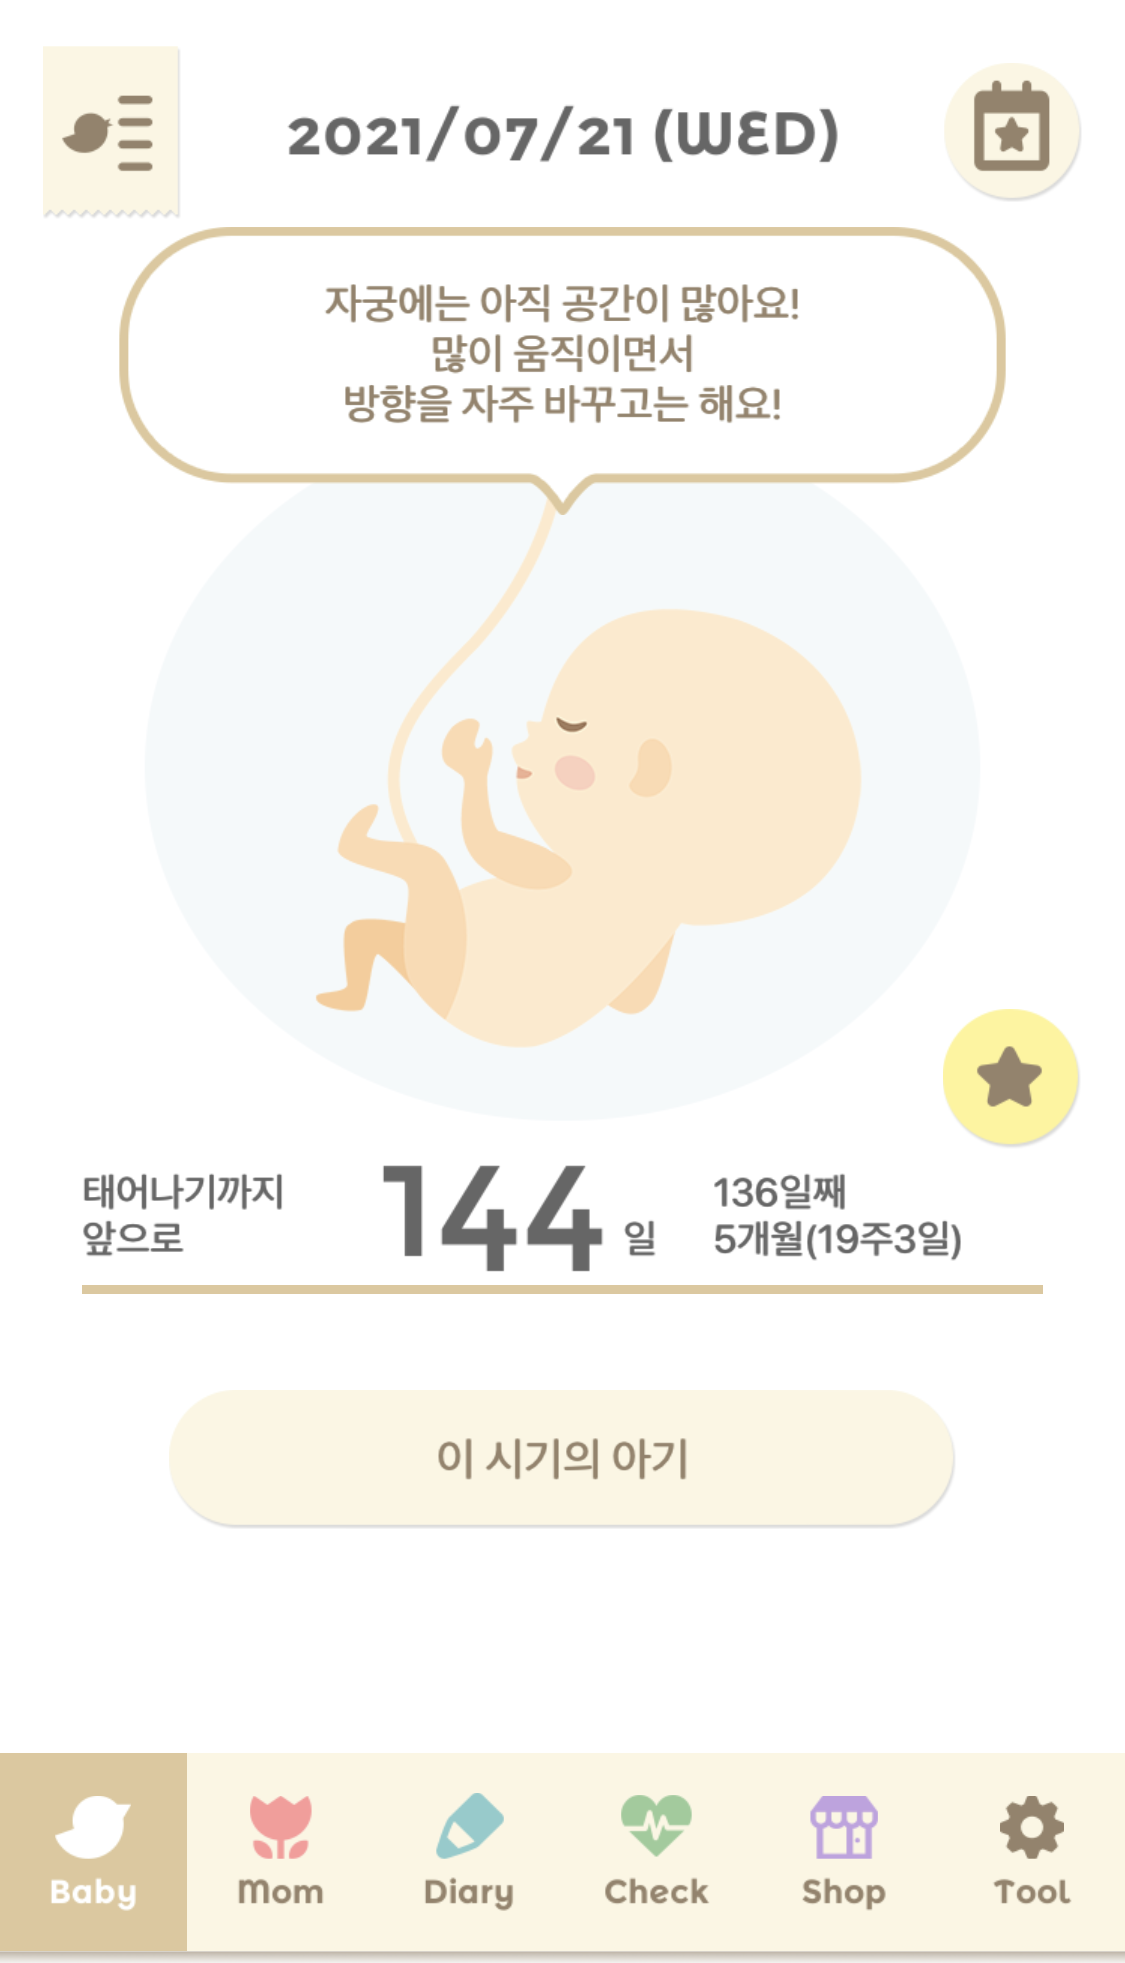 2021/07/21 (WED)
자궁에는 아직 공간이 많아요!
많이 움직이면서
방향을 자주 바꾸고는 해요!
태어나기까지
앞으로
144 일
136일째
5개월(19주3일)
이 시기의 아기
Baby
Mom
Diary
Check
Shop
Tool